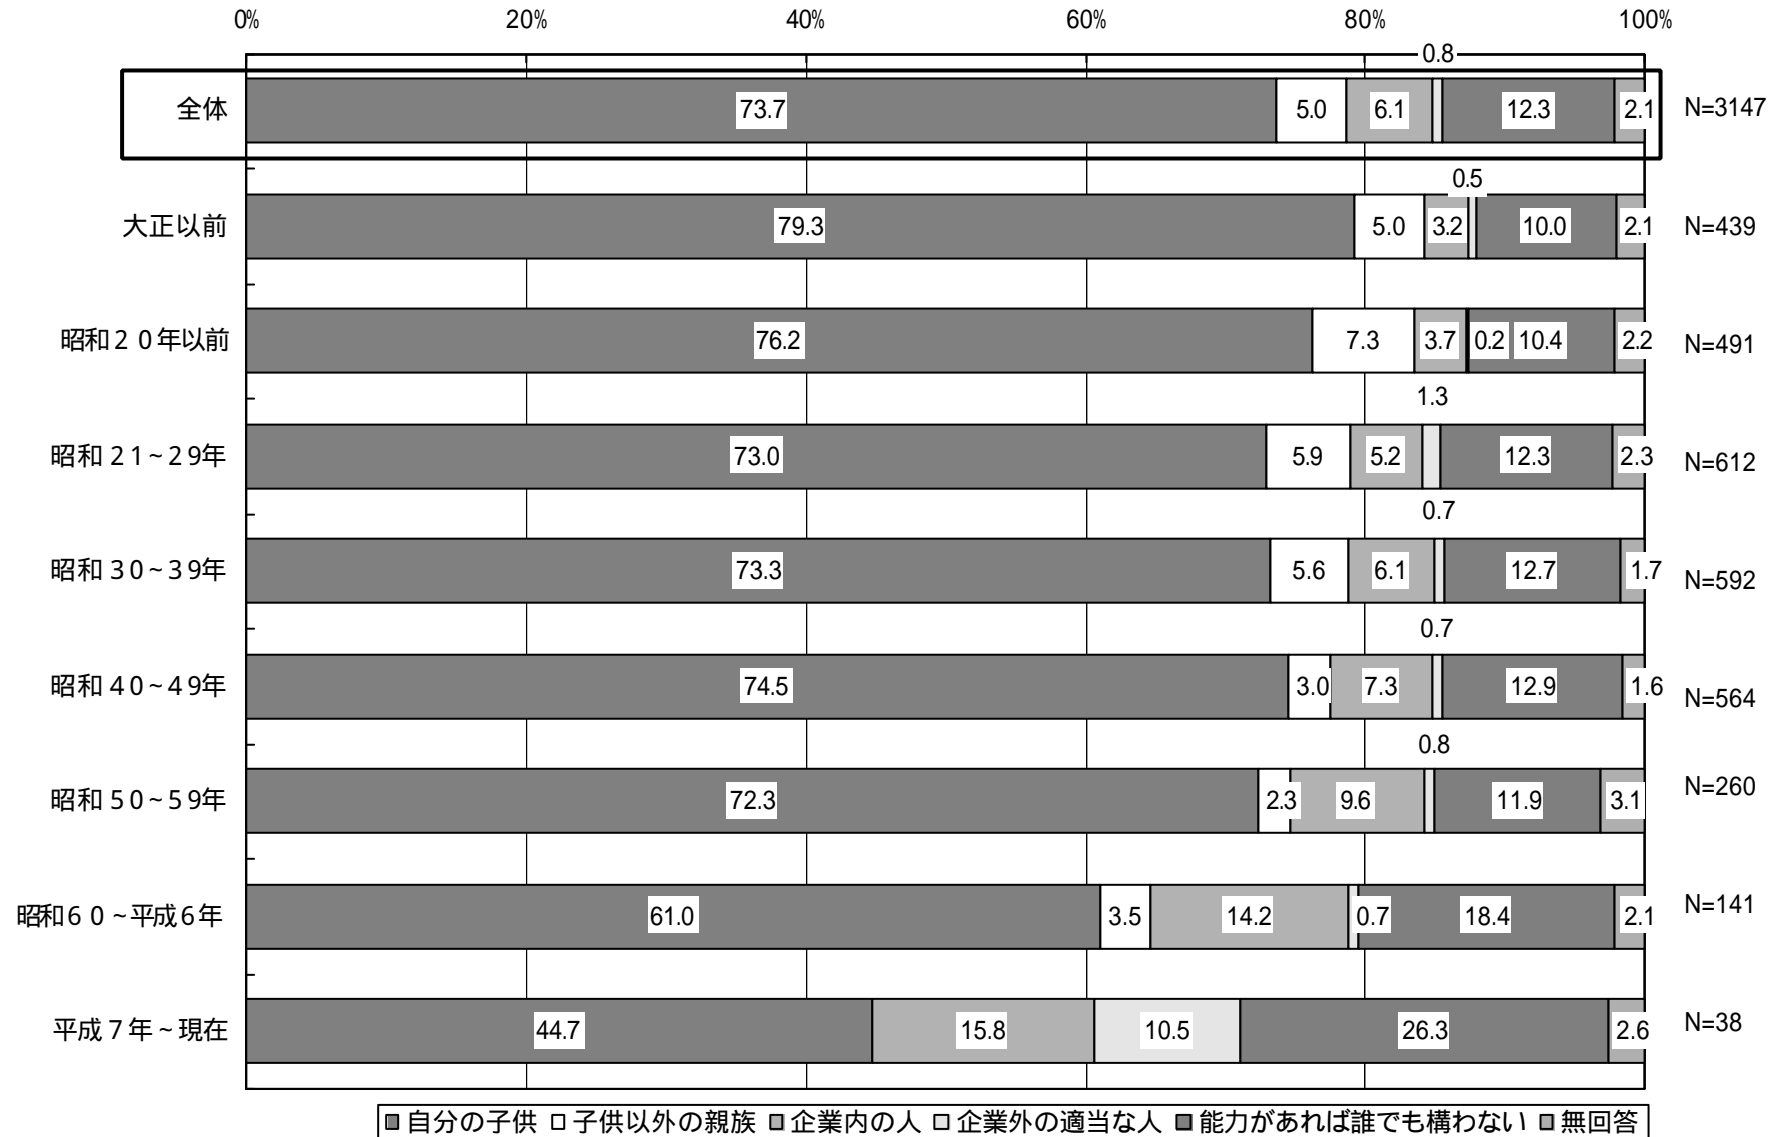 0% 20% 40% 60% 80% 100%
0.8
全体 73.7 5.0 6.1 12.3 2.1 N=3147
0.5
大正以前 79.3 5.0 3.2 10.0 2.1 N=439
昭和20年以前 76.2 7.3 3.7 0.2 10.4 2.2 N=491
1.3
昭和21~29年 73.0 5.9 5.2 12.3 2.3 N=612
0.7
昭和30~39年 73.3 5.6 6.1 12.7 1.7 N=592
0.7
昭和40~49年 74.5 3.0 7.3 12.9 1.6 N=564
0.8
昭和50~59年 72.3 2.3 9.6 11.9 3.1 N=260
昭和60~平成6年 61.0 3.5 14.2 0.7 18.4 2.1 N=141
平成7年~現在 44.7 15.8 10.5 26.3 2.6 N=38
自分の子供 子供以外の親族 企業内の人 企業外の適当な人 能力があれば誰でも構わない 無回答